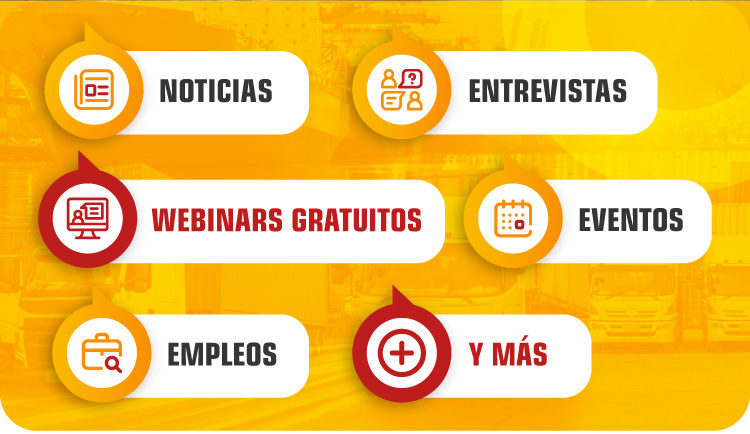 NOTICIAS
ENTREVISTAS
WEBINARS GRATUITOS
EVENTOS
EMPLEOS
Y MÁS